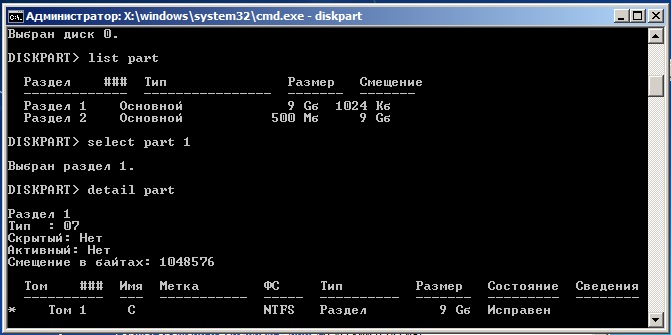 Администратор: X:\windows\system32\cmd.exe - diskpart
Выбран диск 0.
DISKPART> list part
Раздел ### Тип Размер Смещение
------------- ---------------- ------- --------
Раздел 1 Основной 9 Gб 1024 Kб
Раздел 2 Основной 500 Mб 9 Gб
DISKPART> select part 1
Выбран раздел 1.
DISKPART> detail part
Раздел 1
Тип : 07
Скрытый: Нет
Активный: Нет
Смещение в байтах: 1048576
Том ### Имя Метка ФС Тип Размер Состояние Сведения
---------- --- ----------- ----- ---------- ------- --------- --------
* Том 1 C NTFS Раздел 9 Gб Исправен